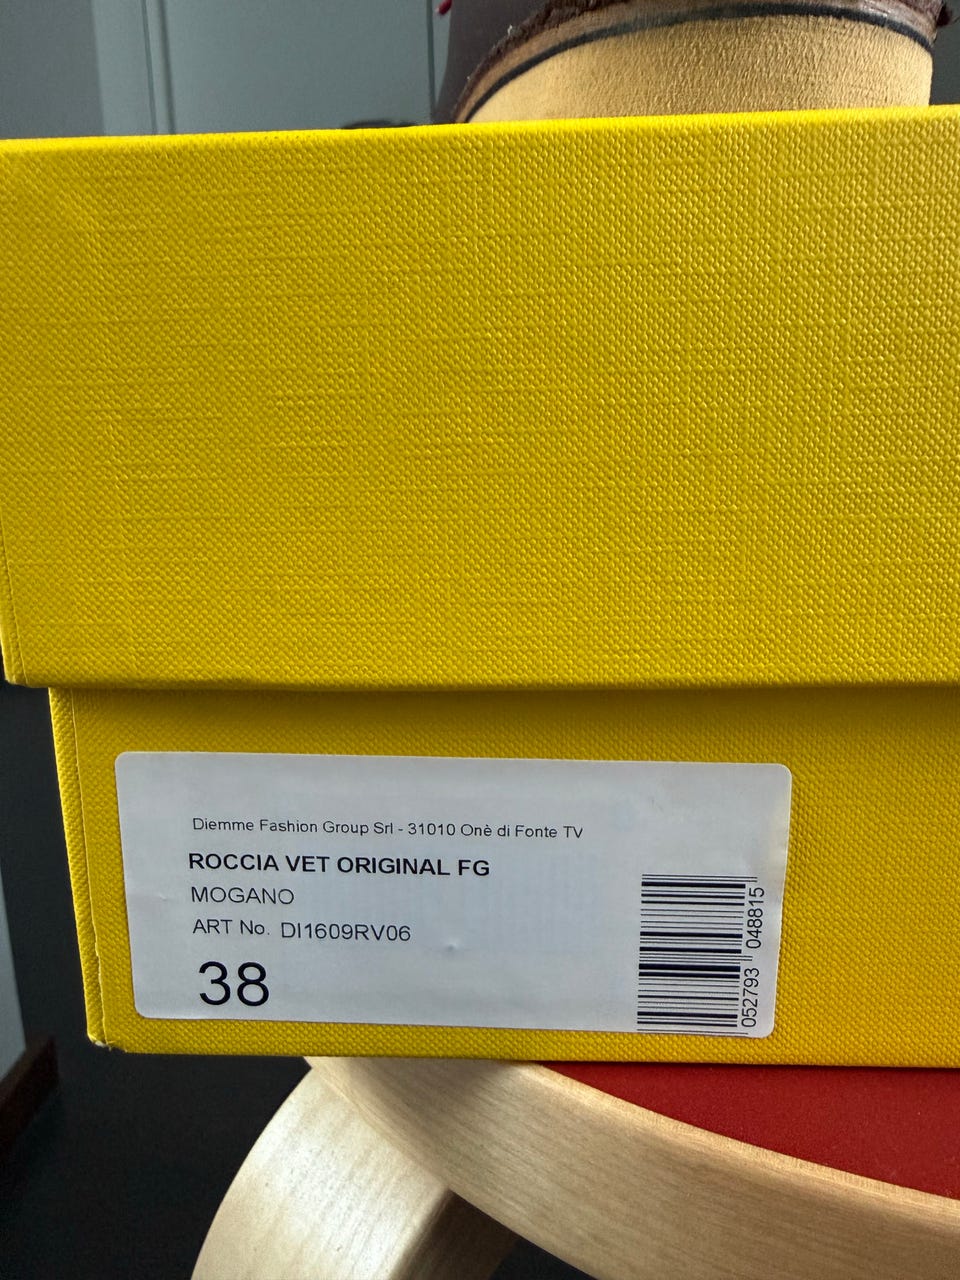 Diemme Fashion Group Srl - 31010 Onè di Fonte TV
ROCCIA VET ORIGINAL FG
MOGANO
ART No. DI1609RV06
38
052793 048815